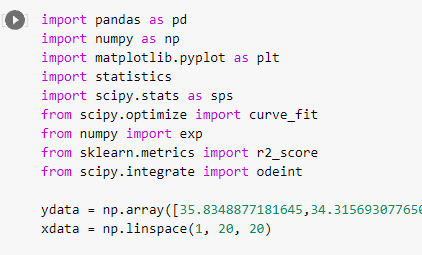 import pandas as pd
import numpy as np
import matplotlib.pyplot as plt
import statistics
import scipy.stats as sps
from scipy.optimize import curve_fit
from numpy import exp
from sklearn.metrics import r2_score
from scipy.integrate import odeint
ydata = np.array([35.8348877181645,34.31569307765
xdata = np.linspace(1, 20, 20)